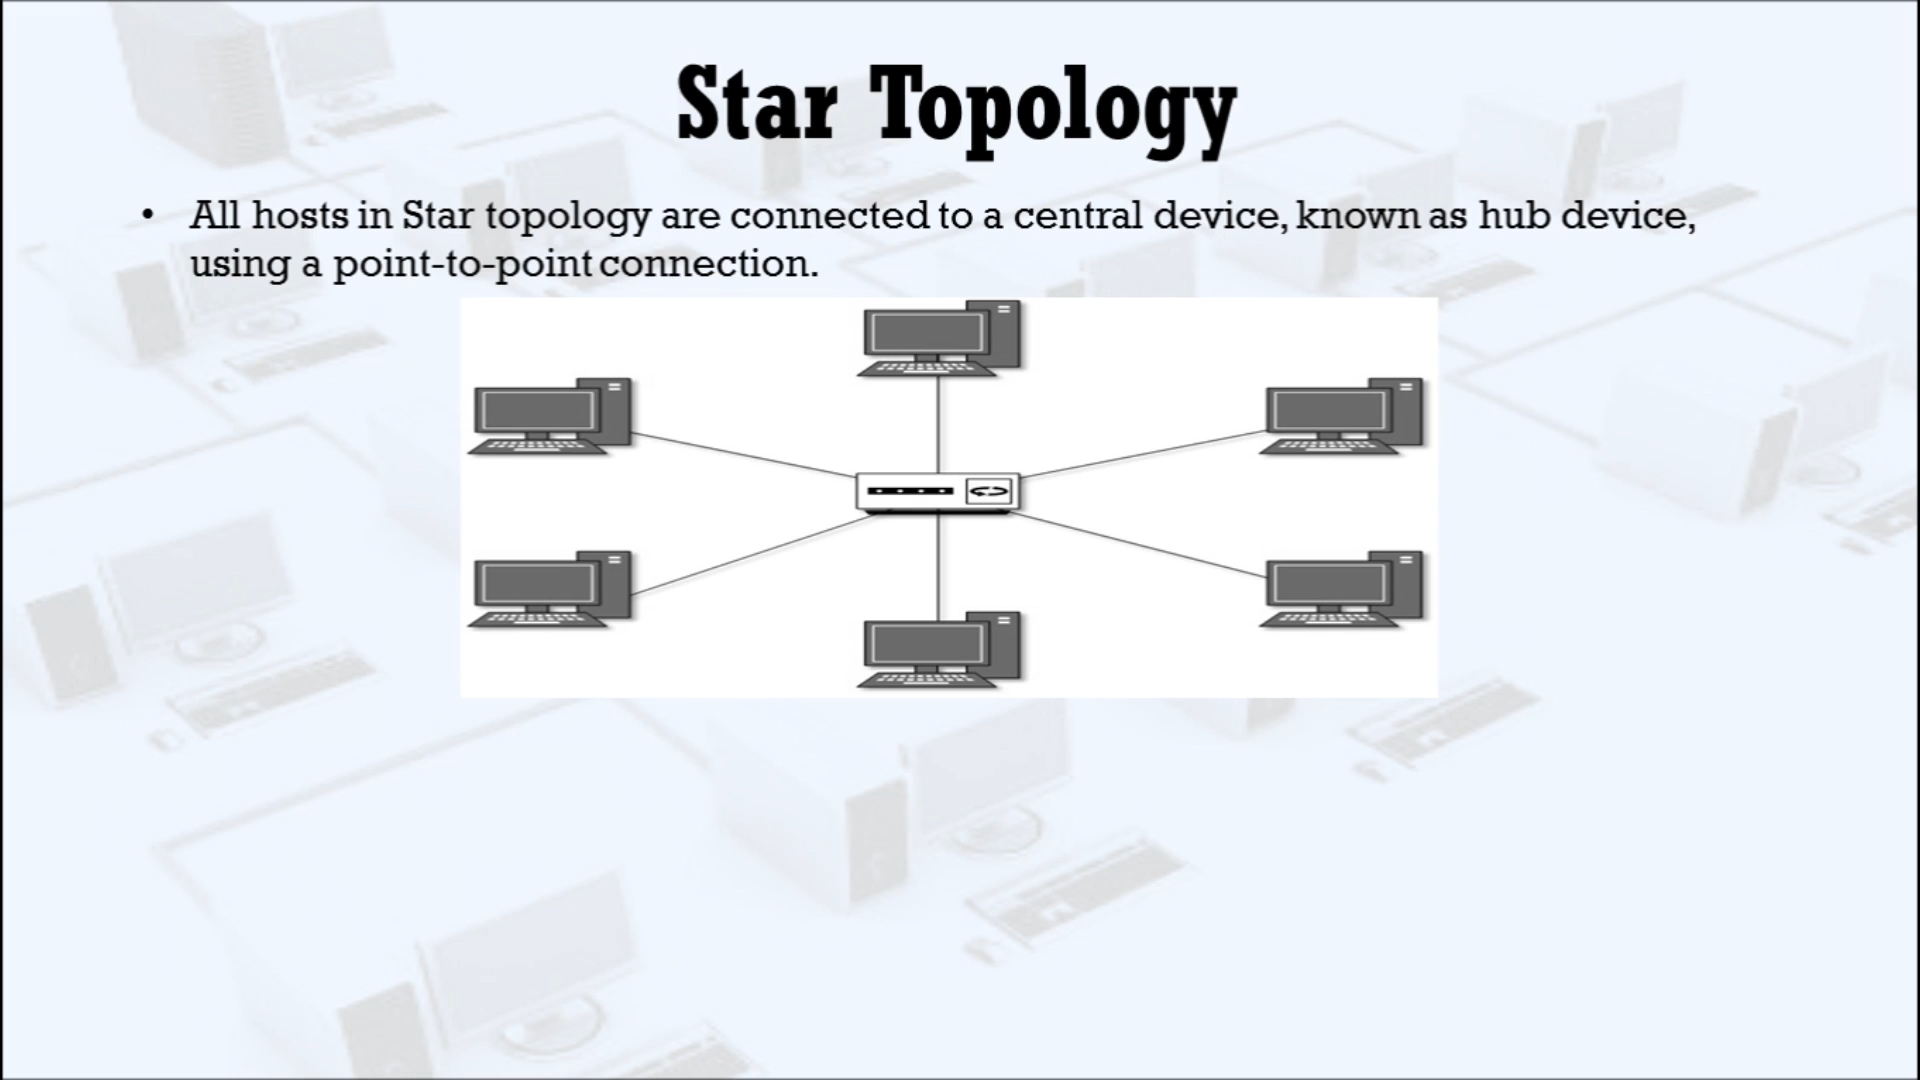 Star Topology
• All hosts in Star topology are connected to a central device, known as hub device,
using a point-to-point connection.